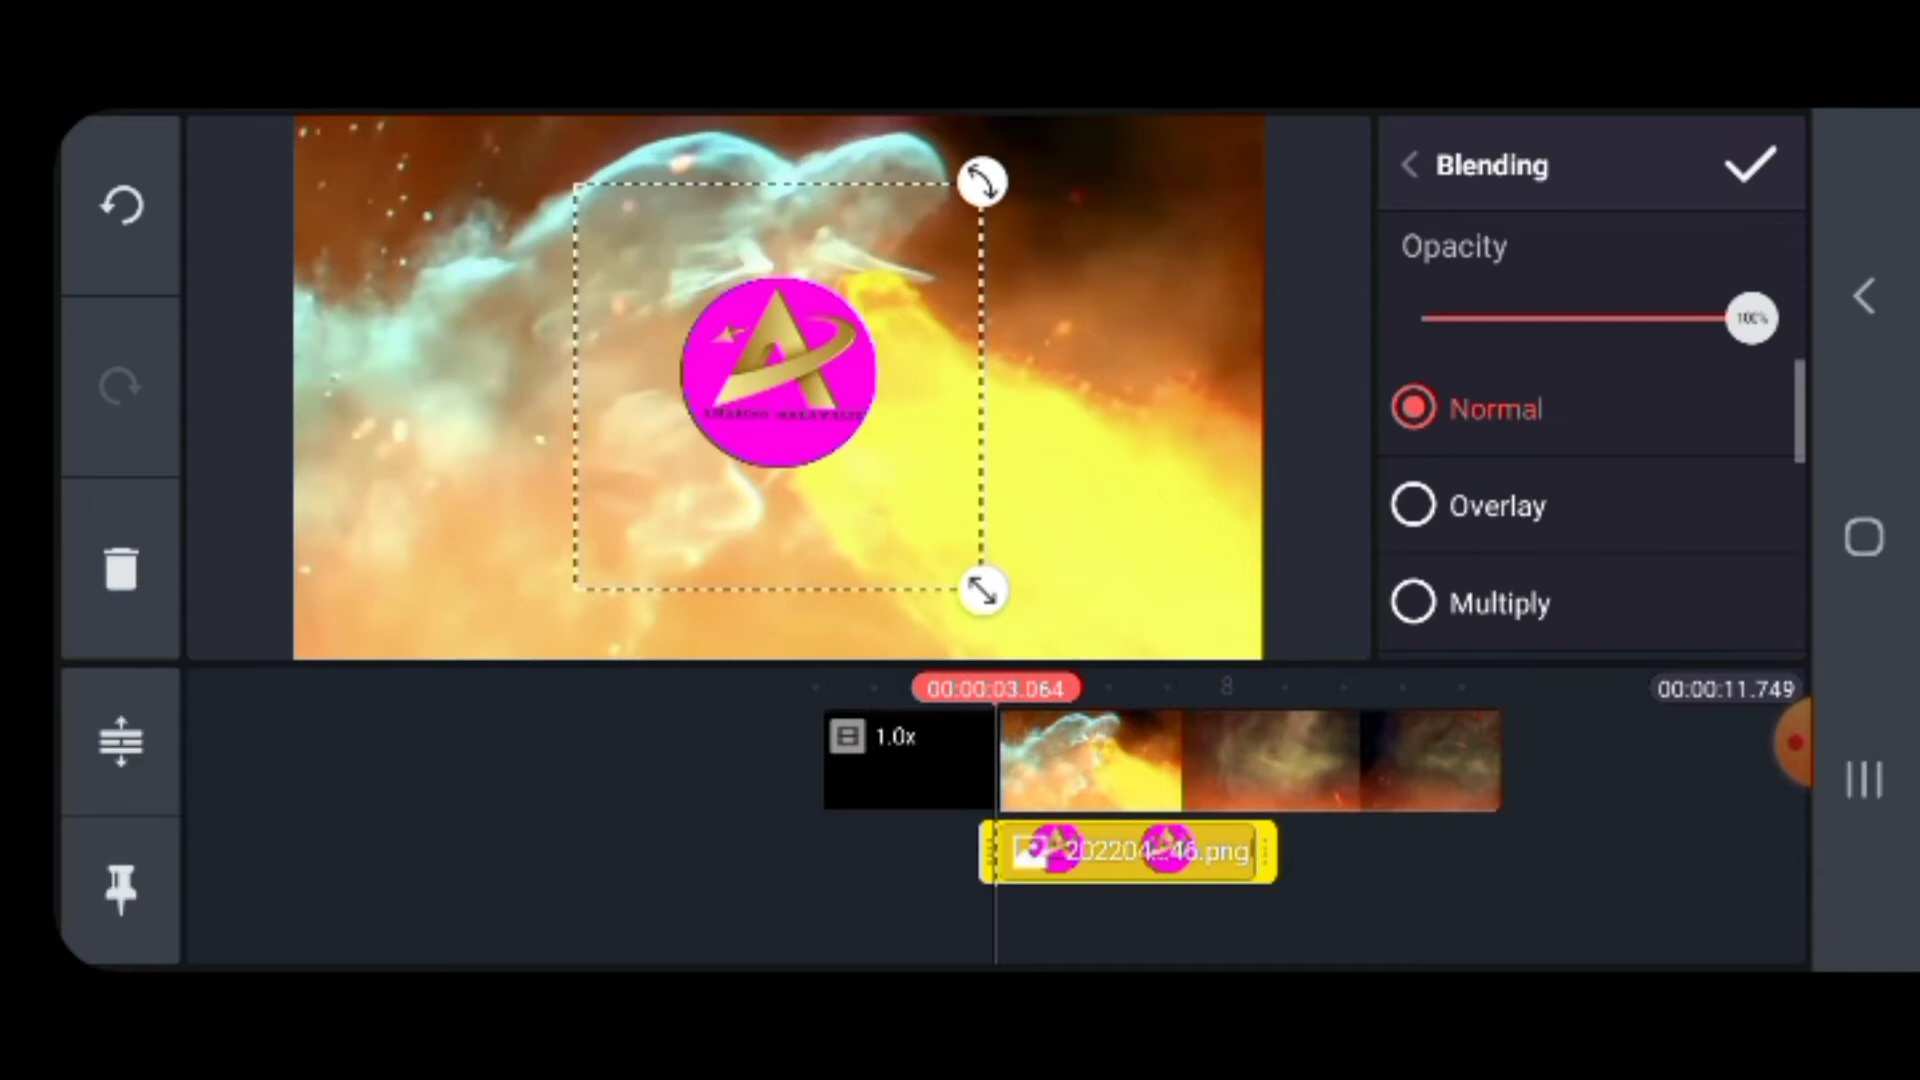 Blending
Opacity
100%
Normal
Overlay
Multiply
00:00:03.064
8
00:00:11.749
1.0x
202204...46.png